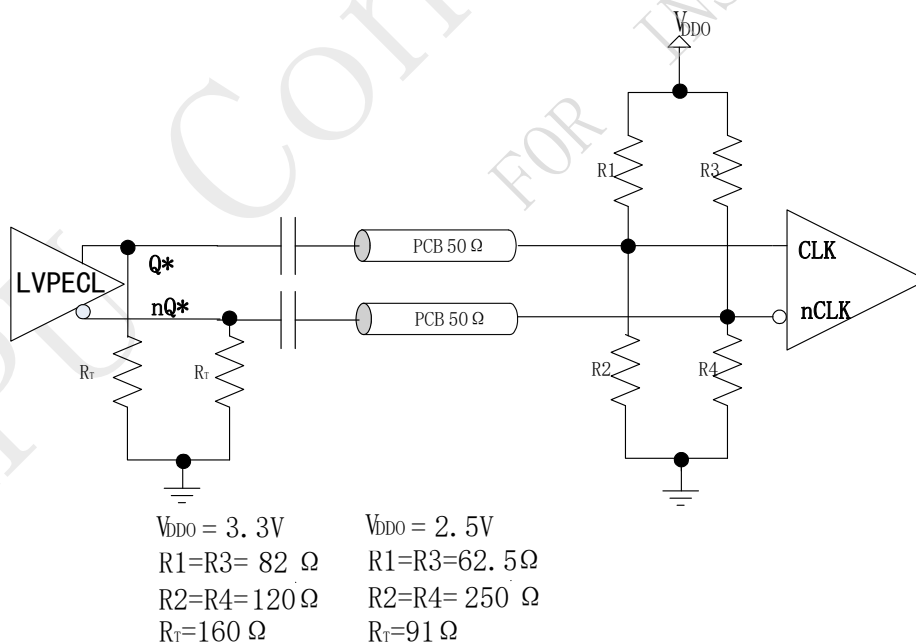 VDDO
R1
R3
PCB 50 Ω
CLK
Q*
LVPECL
nQ*
nCLK
PCB 50 Ω
RT
RT
R2
R4
VDDO = 3.3V
VDDO = 2.5V
R1=R3= 82 Ω
R1=R3=62.5Ω
R2=R4=120Ω
R2=R4= 250 Ω
RT=160 Ω
RT=91Ω
FOR